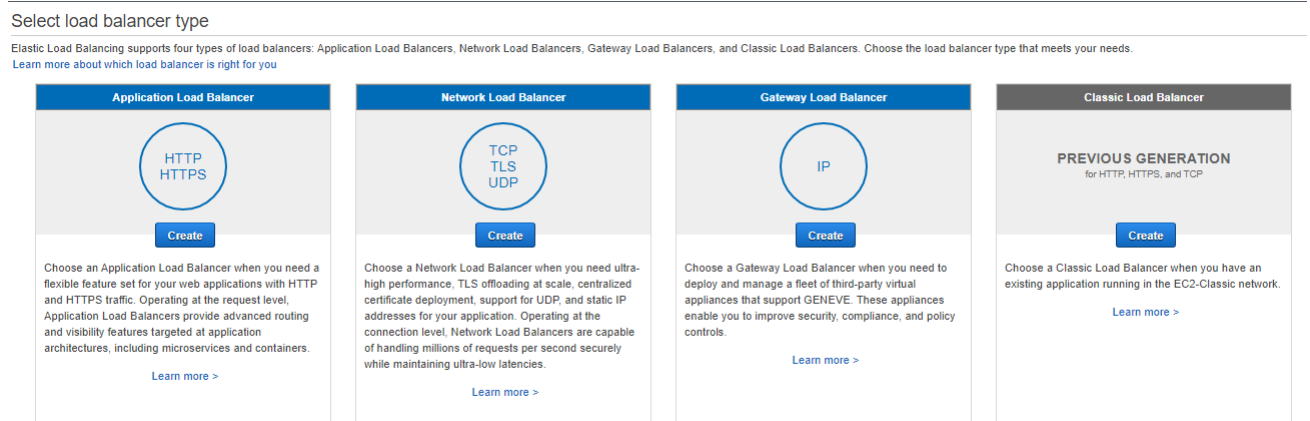 Select load balancer type
Elastic Load Balancing supports four types of load balancers: Application Load Balancers, Network Load Balancers, Gateway Load Balancers, and Classic Load Balancers. Choose the load balancer type that meets your needs.
Learn more about which load balancer is right for you
Application Load Balancer
HTTP
HTTPS
Create
Choose an Application Load Balancer when you need a
flexible feature set for your web applications with HTTP
and HTTPS traffic. Operating at the request level,
Application Load Balancers provide advanced routing
and visibility features targeted at application
architectures, including microservices and containers.
Learn more >
Network Load Balancer
TCP
TLS
UDP
Create
Choose a Network Load Balancer when you need ultra-
high performance, TLS offloading at scale, centralized
certificate deployment, support for UDP, and static IP
addresses for your application. Operating at the
connection level, Network Load Balancers are capable
of handling millions of requests per second securely
while maintaining ultra-low latencies.
Learn more >
Gateway Load Balancer
IP
Create
Choose a Gateway Load Balancer when you need to
deploy and manage a fleet of third-party virtual
appliances that support GENEVE. These appliances
enable you to improve security, compliance, and policy
controls.
Learn more >
Classic Load Balancer
PREVIOUS GENERATION
for HTTP, HTTPS, and TCP
Create
Choose a Classic Load Balancer when you have an
existing application running in the EC2-Classic network.
Learn more >